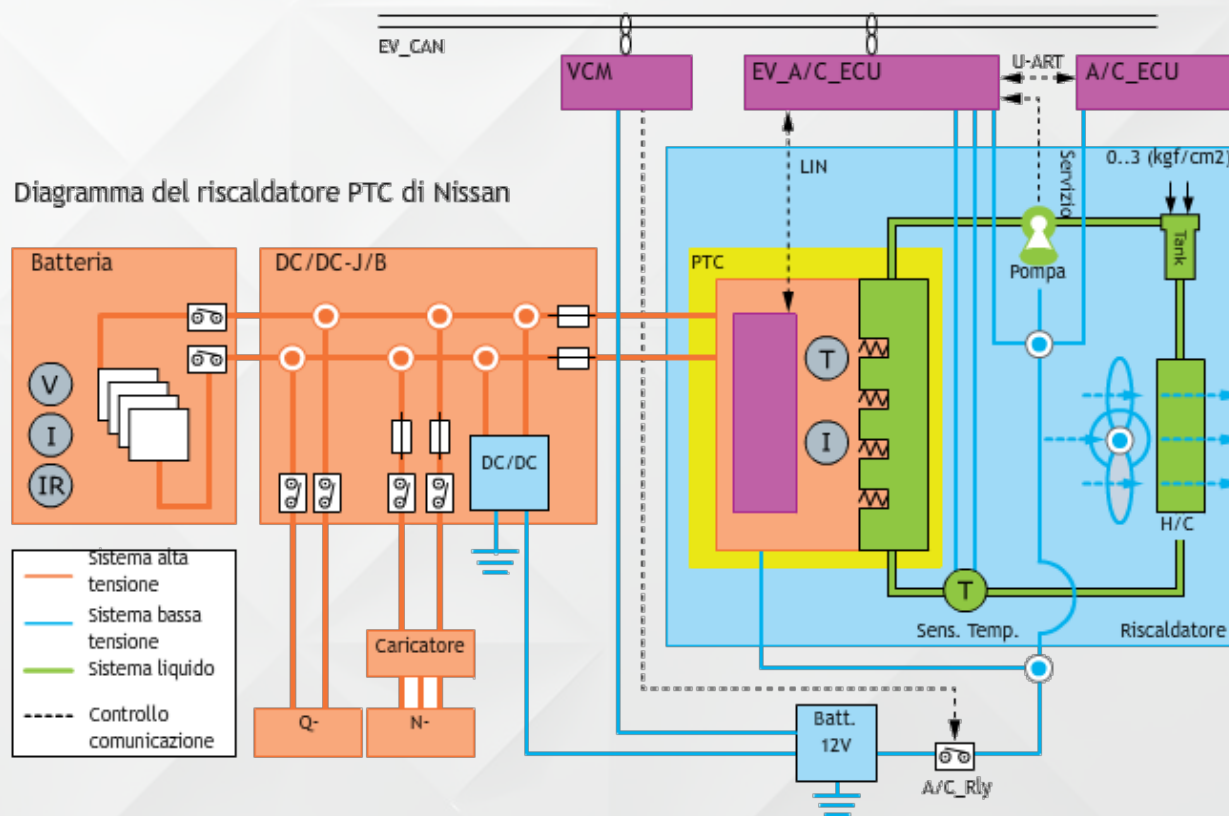 EV_CAN
VCM
EV_A/C_ECU
U-ART
A/C_ECU
LIN
Servizio
0..3 (kgf/cm2)
Diagramma del riscaldatore PTC di Nissan
Batteria
DC/DC-J/B
PTC
Pompa
Tank
V
I
IR
T
I
DC/DC
H/C
Sistema alta
tensione
Sistema bassa
tensione
Sistema liquido
Controllo
comunicazione
T
Sens. Temp.
Riscaldatore
Caricatore
Q-
N-
Batt.
12V
A/C_Rly